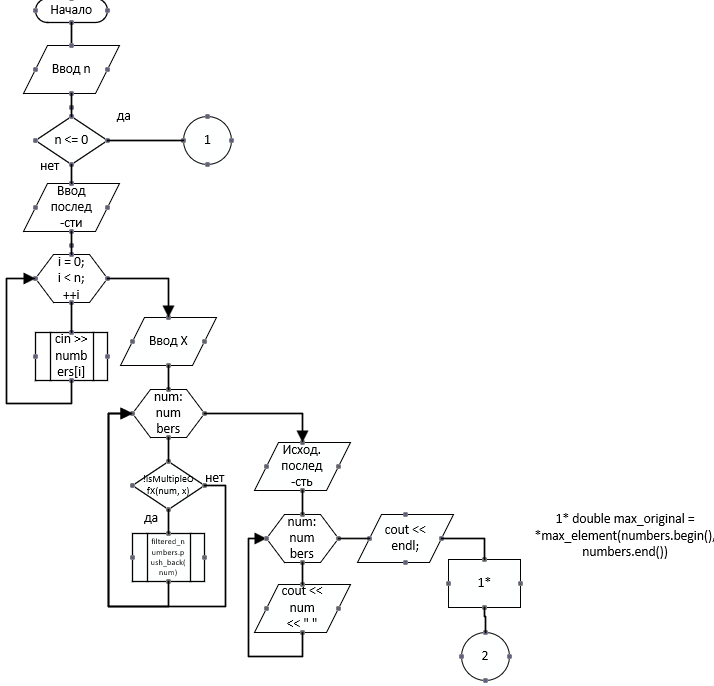 Начало
Ввод n
да
n <= 0
1
нет
Ввод
послед
-сти
i = 0;
i < n;
++i
cin >>
numb
ers[i]
Ввод X
num:
num
bers
!isMultipleO
fX(num, x)
нет
да
filtered_n
umbers.p
ush_back(
num)
Исход.
послед
-сть
num:
num
bers
cout <<
endl;
cout <<
num
<< " "
1*
2
1* double max_original =
*max_element(numbers.begin(),
numbers.end())